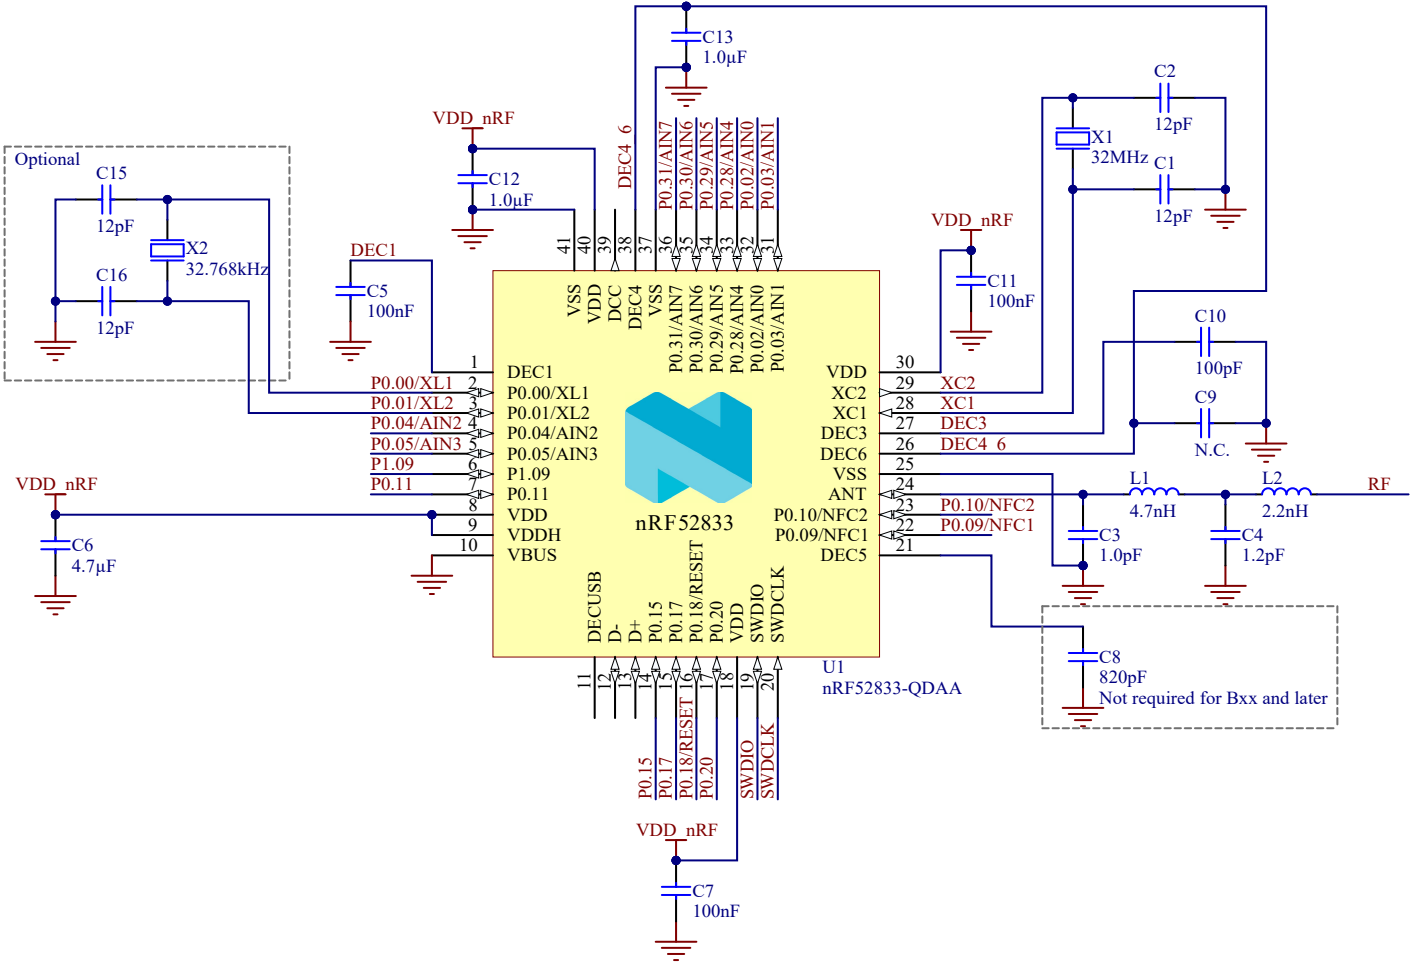 C13
1.0µF
C2
12pF
VDD_nRF
DEC4_6
P0.31/AIN7
P0.30/AIN6
P0.29/AIN5
P0.28/AIN4
P0.02/AIN0
P0.03/AIN1
X1
32MHz
Optional
C15
12pF
C12
1.0µF
C1
12pF
X2
32.768kHz
C16
12pF
DEC1
C5
100nF
VDD_nRF
C11
100nF
C10
100pF
C9
N.C.
41
40
39
38
37
36
35
34
33
32
31
VSS
VDD
DCC
DEC4
VSS
P0.31/AIN7
P0.30/AIN6
P0.29/AIN5
P0.28/AIN4
P0.02/AIN0
P0.03/AIN1
1 DEC1
P0.00/XL1 2 P0.00/XL1
P0.01/XL2 3 P0.01/XL2
P0.04/AIN2 4 P0.04/AIN2
P0.05/AIN3 5 P0.05/AIN3
P1.09 6 P1.09
P0.11 7 P0.11
8 VDD
9 VDDH
10 VBUS
VDD 30
XC2 29 XC2
XC1 28 XC1
DEC3 27 DEC3
DEC6 26 DEC4_6
VSS 25
ANT 24
P0.10/NFC2 23 P0.10/NFC2
P0.09/NFC1 22 P0.09/NFC1
DEC5 21
nRF52833
VDD_nRF
C6
4.7µF
L1
4.7nH
L2
2.2nH
RF
C3
1.0pF
C4
1.2pF
C8
820pF
Not required for Bxx and later
DECUSB
D-
D+
P0.15
P0.17
P0.18/RESET
P0.20
VDD
SWDIO
SWDCLK
11
12
13
14
15
16
17
18
19
20
U1
nRF52833-QDAA
P0.15
P0.17
P0.18/RESET
P0.20
SWDIO
SWDCLK
VDD_nRF
C7
100nF